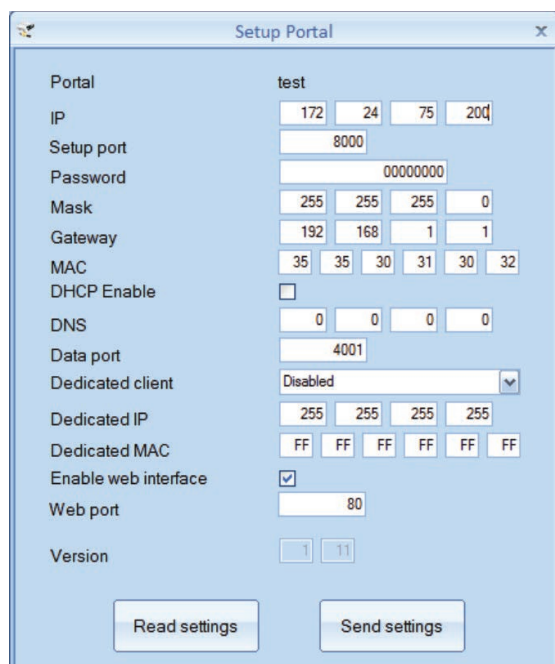 Setup Portal x
Portal test
IP 172 24 75 200
Setup port 8000
Password 00000000
Mask 255 255 255 0
Gateway 192 168 1 1
MAC 35 35 30 31 30 32
DHCP Enable
DNS 0 0 0 0
Data port 4001
Dedicated client Disabled
Dedicated IP 255 255 255 255
Dedicated MAC FF FF FF FF FF FF
Enable web interface
Web port 80
Version 1 11
Read settings Send settings